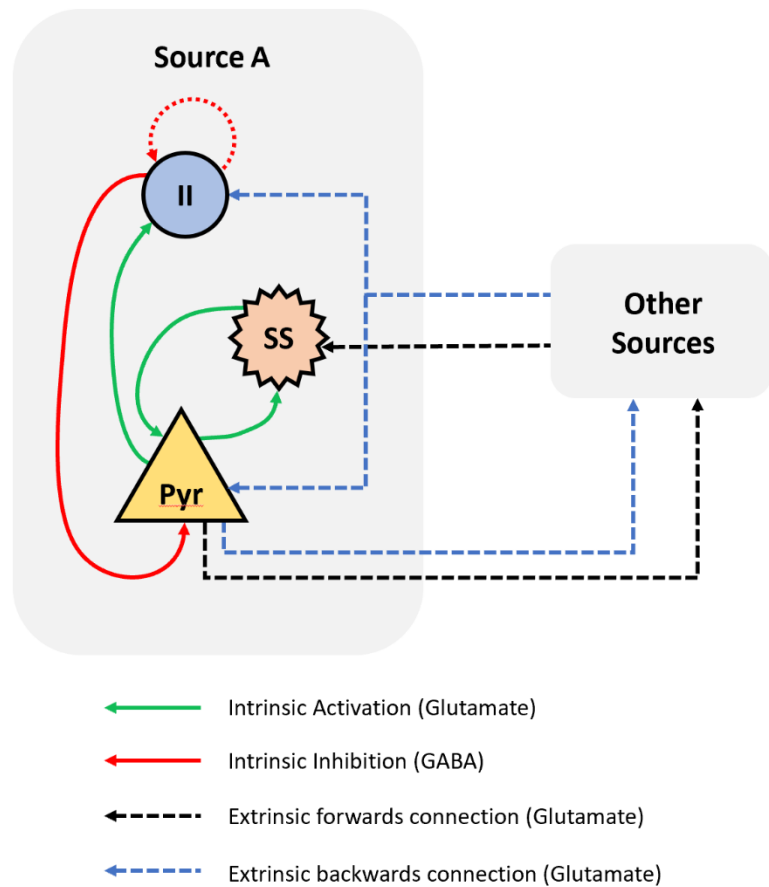 Source A
II
SS
Pyr
Other
Sources
Intrinsic Activation (Glutamate)
Intrinsic Inhibition (GABA)
Extrinsic forwards connection (Glutamate)
Extrinsic backwards connection (Glutamate)